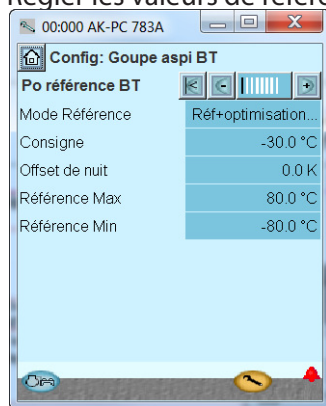 Régler les valeurs de référe
00:000 AK-PC 783A
Config: Goupe aspi BT
Po référence BT
Mode Référence Réf+optimisation...
Consigne -30.0 °C
Offset de nuit 0.0 K
Référence Max 80.0 °C
Référence Min -80.0 °C